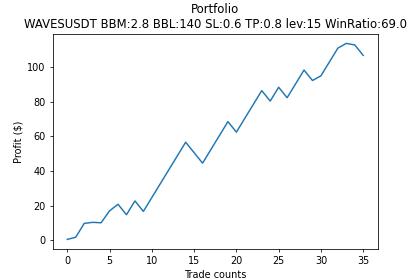 Portfolio
WAVESUSDT BBM:2.8 BBL:140 SL:0.6 TP:0.8 lev:15 WinRatio:69.0
100
80
60
40
20
0
Profit ($)
0 5 10 15 20 25 30 35
Trade counts